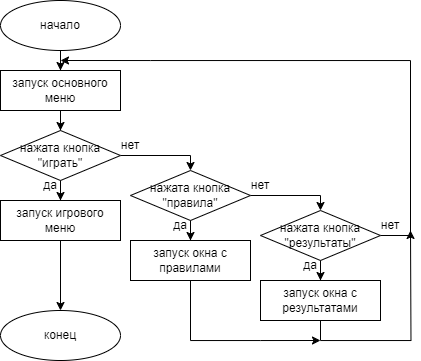 начало
запуск основного
меню
нажата кнопка
"играть"
нет
да
запуск игрового
меню
нажата кнопка
"правила"
нет
да
запуск окна с
правилами
нажата кнопка
"результаты"
нет
да
запуск окна с
результатами
конец